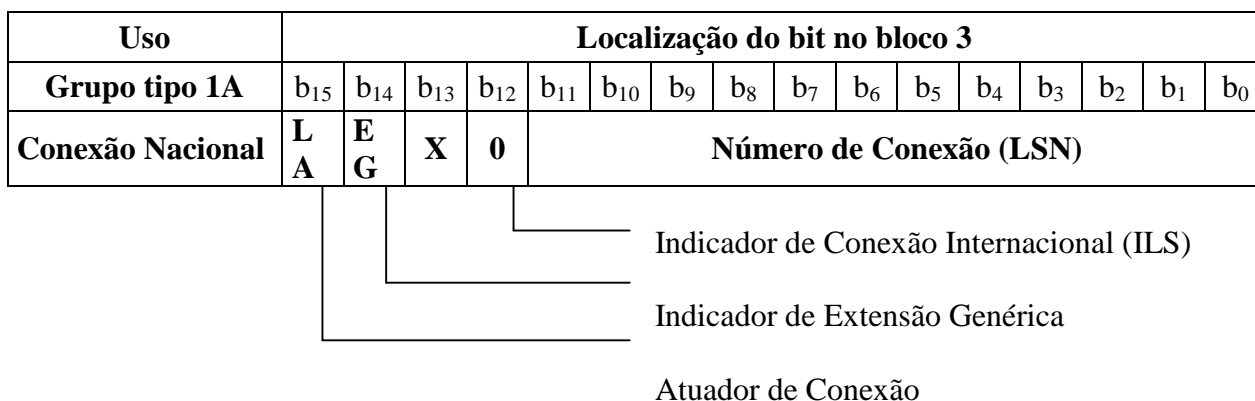 Uso Localização do bit no bloco 3
Grupo tipo 1A b15 b14 b13 b12 b11 b10 b9 b8 b7 b6 b5 b4 b3 b2 b1 b0
Conexão Nacional LA EG X 0 Número de Conexão (LSN)
Indicador de Conexão Internacional (ILS)
Indicador de Extensão Genérica
Atuador de Conexão